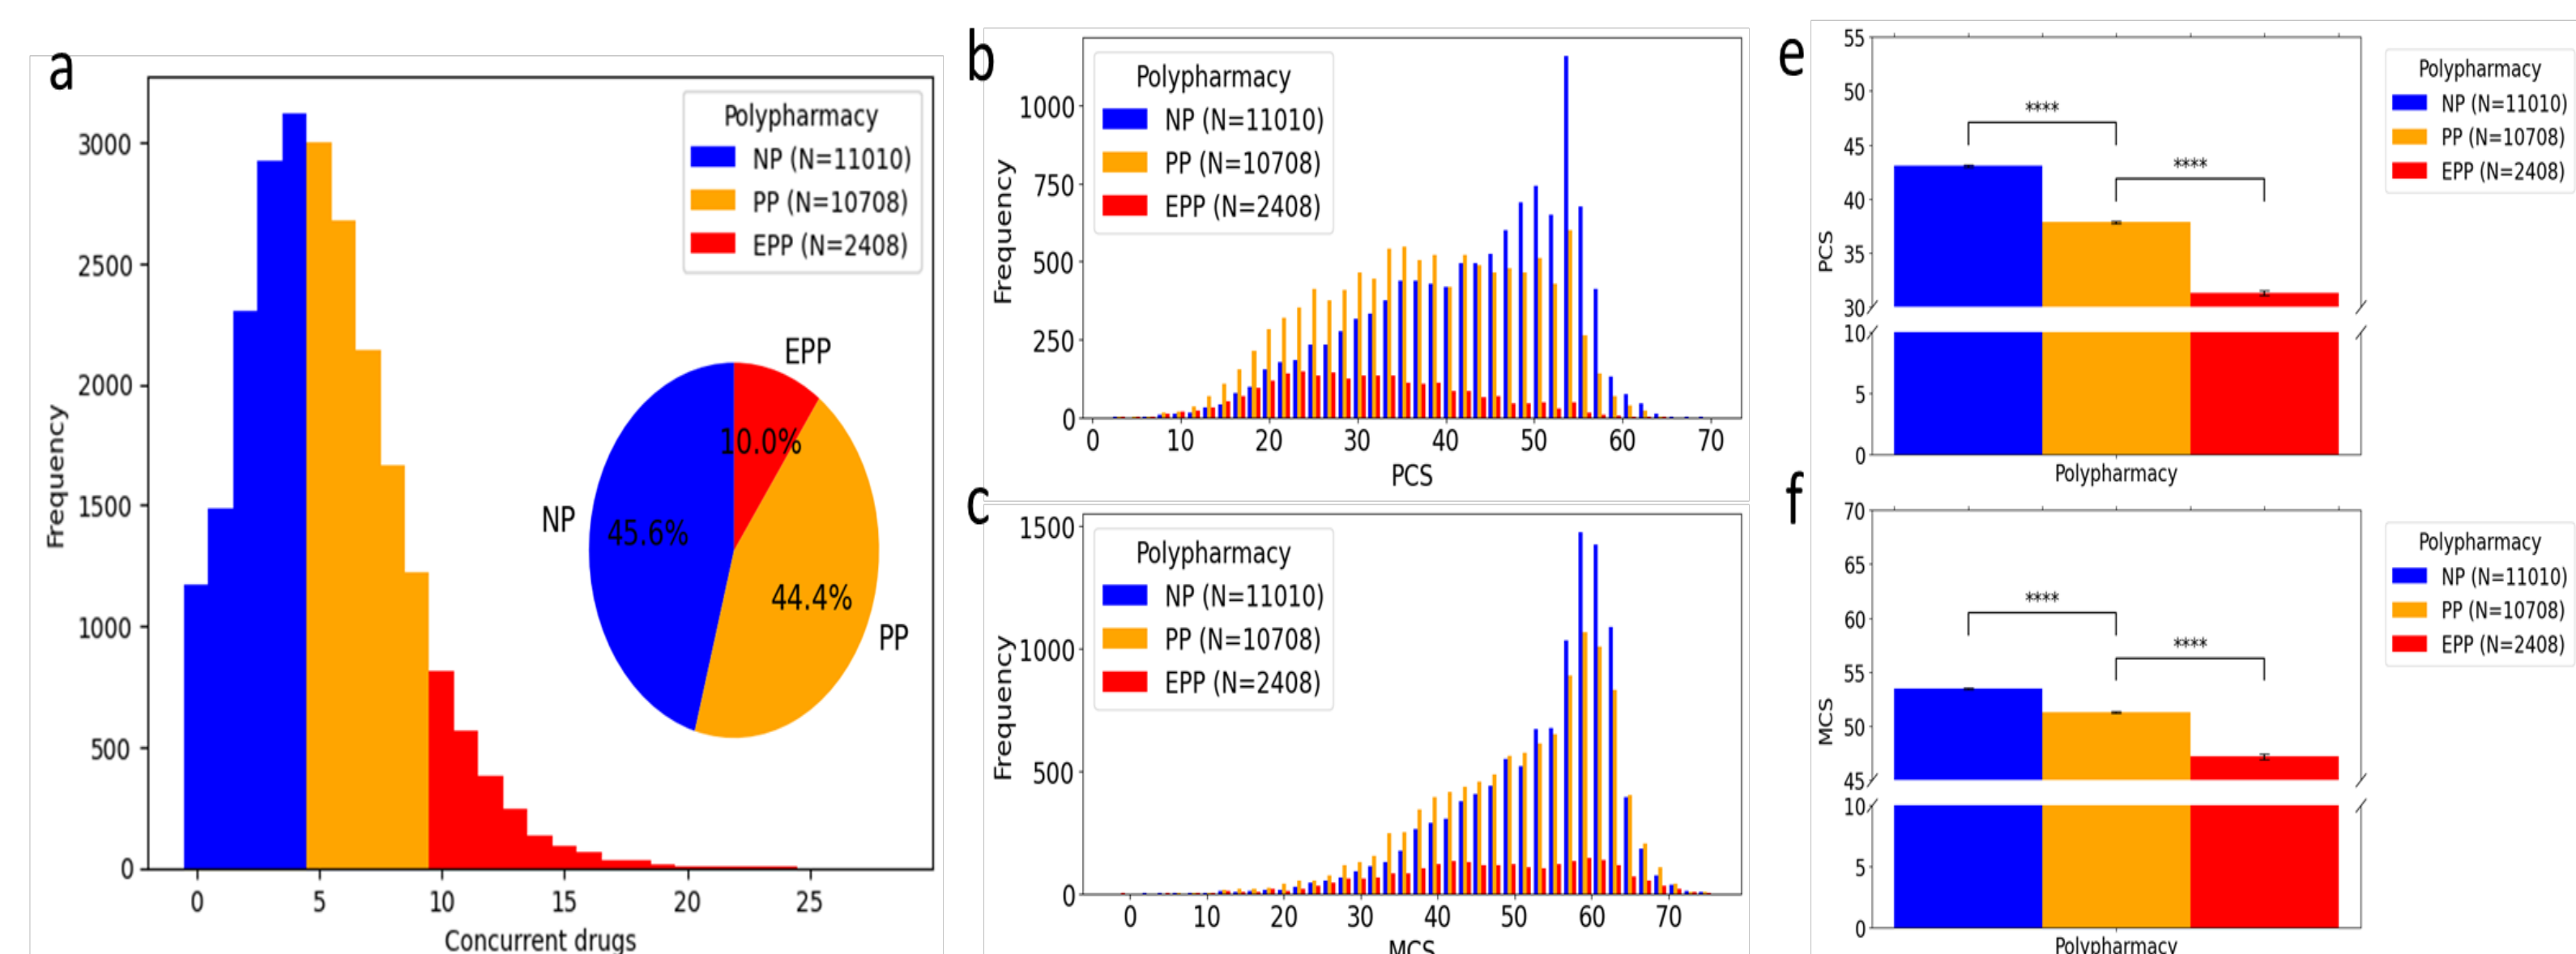 a
3000
2500
2000
1500
1000
500
0
Frequency
0 5 10 15 20 25
Concurrent drugs
Polypharmacy
NP (N=11010)
PP (N=10708)
EPP (N=2408)
EPP
10.0%
NP
45.6%
44.4%
PP
b
1000
750
500
250
0
Frequency
Polypharmacy
NP (N=11010)
PP (N=10708)
EPP (N=2408)
0 10 20 30 40 50 60 70
PCS
c
1500
1000
500
0
Frequency
Polypharmacy
NP (N=11010)
PP (N=10708)
EPP (N=2408)
0 10 20 30 40 50 60 70
MCS
e
55
50
45
40
35
30
10
5
0
PCS
****
****
Polypharmacy
Polypharmacy
NP (N=11010)
PP (N=10708)
EPP (N=2408)
f
70
65
60
55
50
45
10
5
0
MCS
****
****
Polypharmacy
Polypharmacy
NP (N=11010)
PP (N=10708)
EPP (N=2408)